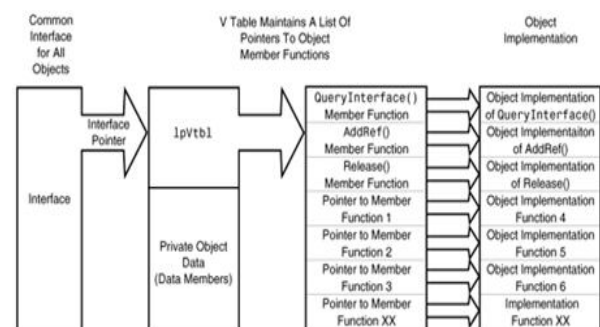 Common
Interface
for All
Objects
V Table Maintains A List Of
Pointers To Object
Member Functions
Object
Implementation
Interface
Interface
Pointer
lpVtbl
Private Object
Data
(Data Members)
QueryInterface()
Member Function
AddRef()
Member Function
Release()
Member Function
Pointer to Member
Function 1
Pointer to Member
Function 2
Pointer to Member
Function 3
Pointer to Member
Function XX
Object Implementation
of QueryInterface()
Object Implementaiton
of AddRef()
Object Implementation
of Release()
Object Implementation
Function 4
Object Implementation
Function 5
Object Implementation
Function 6
Implementation
Function XX